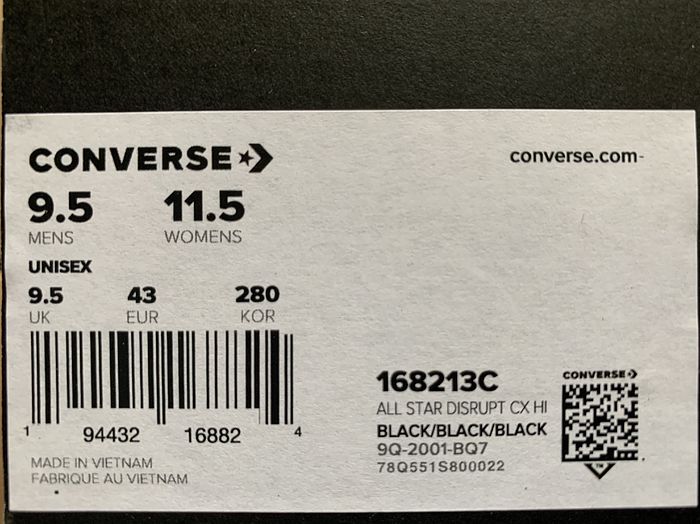 CONVERSE
converse.com
9.5 11.5
MENS WOMENS
UNISEX
9.5 43 280
UK EUR KOR
1 94432 16882 4
MADE IN VIETNAM
FABRIQUE AU VIETNAM
168213C
ALL STAR DISRUPT CX HI
BLACK/BLACK/BLACK
9Q-2001-BQ7
78Q551S800022
CONVERSE
TM